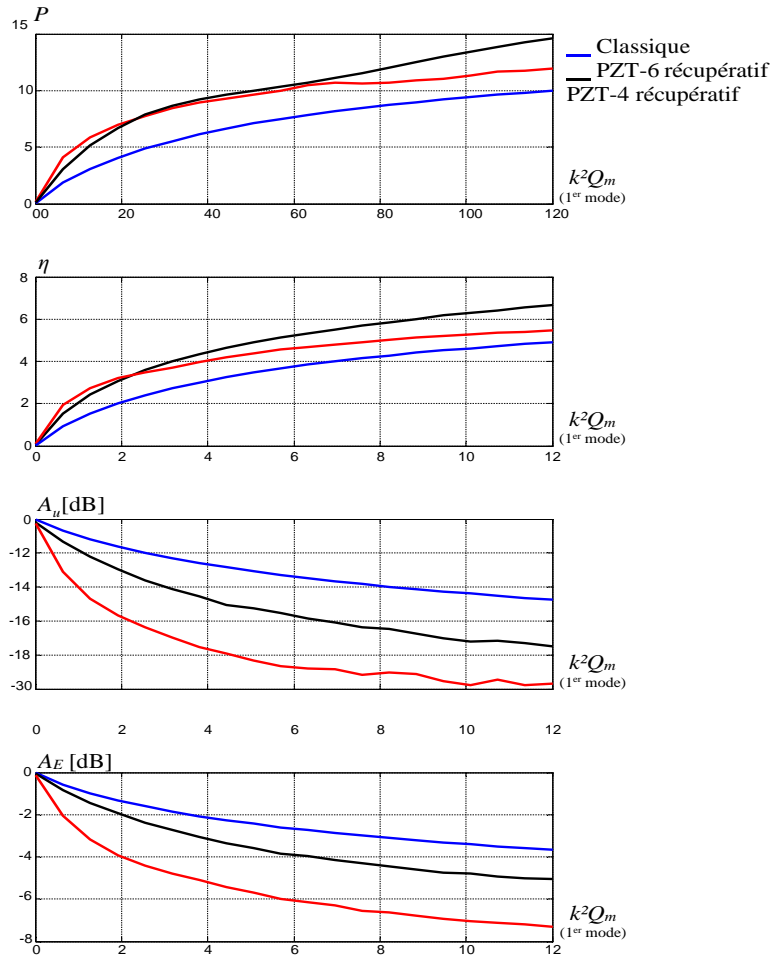 P
15
10
5
0
00 20 40 60 80 100 120
k²Qm
(1er mode)
Classique
PZT-6 récupératif
PZT-4 récupératif
η
8
6
4
2
0
0 2 4 6 8 10 12
k²Qm
(1er mode)
Au[dB]
0
-12
-14
-16
-18
-30
k²Qm
(1er mode)
0 2 4 6 8 10 12
AE [dB]
0
-2
-4
-6
-8
k²Qm
(1er mode)
0 2 4 6 8 10 12